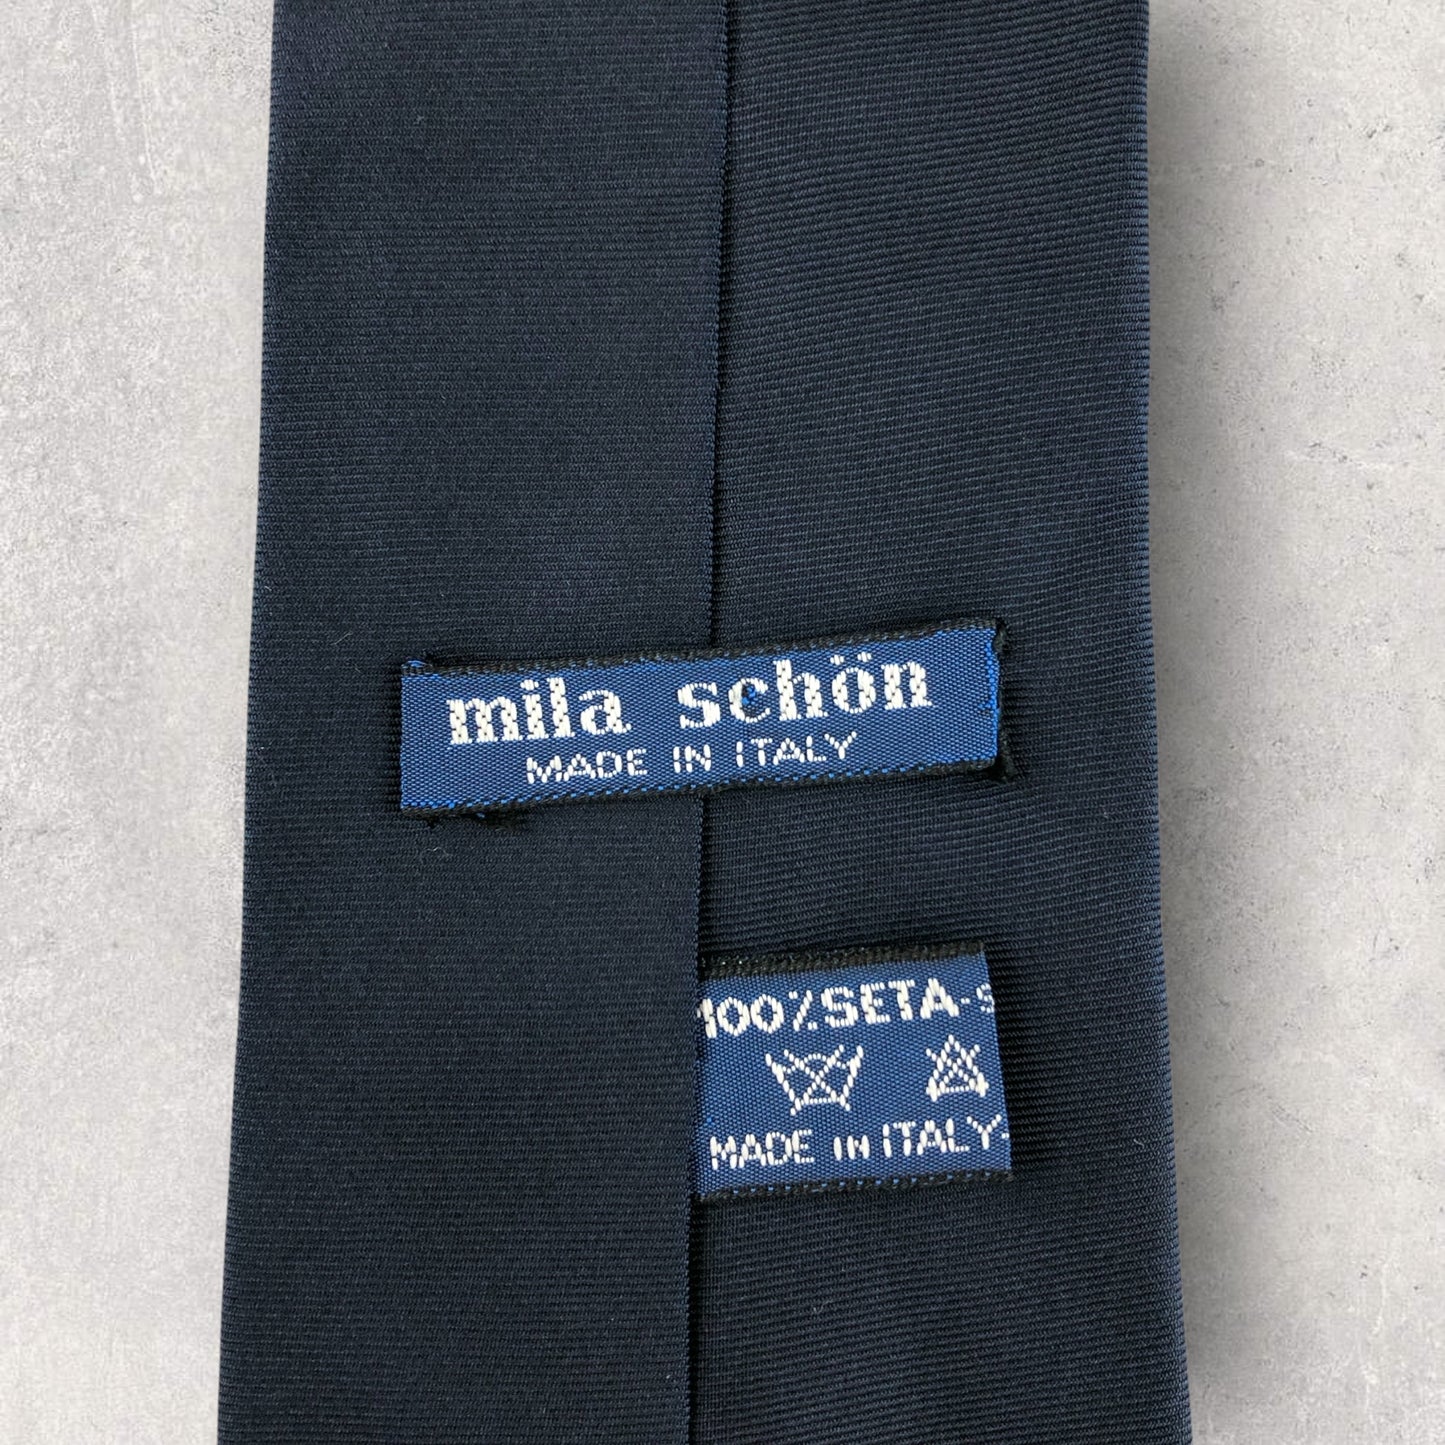 mila schön
MADE IN ITALY
100%SETA-S
MADE IN ITALY-